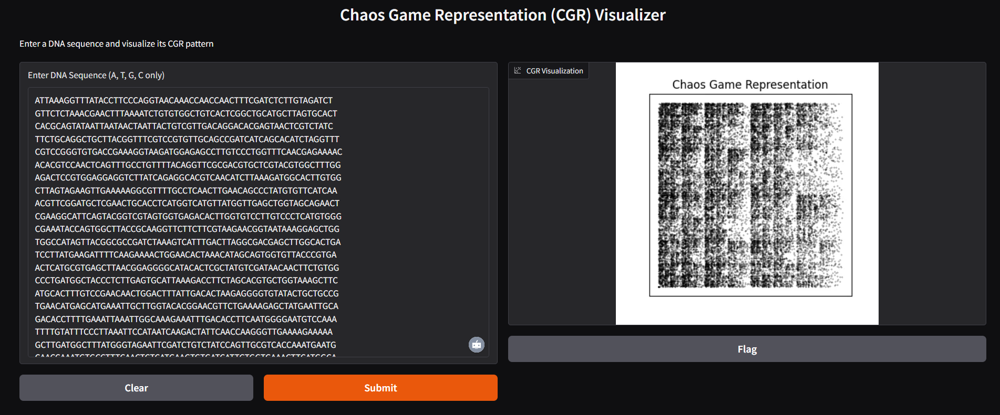 Chaos Game Representation (CGR) Visualizer
Enter a DNA sequence and visualize its CGR pattern
Enter DNA Sequence (A, T, G, C only)
ATTAAAGGTTTATACCTTCCCAGGTAACAAACCAACCAACTTTCGATCTCTTGTAGATCT
GTTCTCTAAACGAACTTTAAAATCTGTGTGGCTGTCACTCGGCTGCATGCTTAGTGCACT
CACGCAGTATAATTAATAACTAATTACTGTCGTTGACAGGACACGAGTAACTCGTCTATC
TTCTGCAGGCTGCTTACGGTTTCGTCCGTGTTGCAGCCGATCATCAGCACATCTAGGTTT
CGTCCGGGTGTGACCGAAAGGTAAGATGGAGAGCCTTGTCCCTGGTTTCAACGAGAAAAC
ACACGTCCAACTCAGTTTGCCTGTTTTACAGGTTCGCGACGTGCTCGTACGTGGCTTTGG
AGACTCCGTGGAGGAGGTCTTATCAGAGGCACGTCAACATCTTAAAGATGGCACTTGTGG
CTTAGTAGAAGTTGAAAAAGGCGTTTTGCCTCAACTTGAACAGCCCTATGTGTTCATCAA
ACGTTCGGATGCTCGAACTGCACCTCATGGTCATGTTATGGTTGAGCTGGTAGCAGAACT
CGAAGGCATTCAGTACGGTCGTAGTGGTGAGACACTTGGTGTCCTTGTCCCTCATGTGGG
CGAAATACCAGTGGCTTACCGCAAGGTTCTTCTTCGTAAGAACGGTAATAAAGGAGCTGG
TGGCCATAGTTACGGCGCCGATCTAAAGTCATTTGACTTAGGCGACGAGCTTGGCACTGA
TCCTTATGAAGATTTTCAAGAAAACTGGAACACTAAACATAGCAGTGGTGTTACCCGTGA
ACTCATGCGTGAGCTTAACGGAGGGGCATACACTCGCTATGTCGATAACAACTTCTGTGG
CCCTGATGGCTACCCTCTTGAGTGCATTAAAGACCTTCTAGCACGTGCTGGTAAAGCTTC
ATGCACTTTGTCCGAACAACTGGACTTTATTGACACTAAGAGGGGTGTATACTGCTGCCG
TGAACATGAGCATGAAATTGCTTGGTACACGGAACGTTCTGAAAAGAGCTATGAATTGCA
GACACCTTTTGAAATTAAATTGGCAAAGAAATTTGACACCTTCAATGGGGAATGTCCAAA
TTTTGTATTTCCCTTAAATTCCATAATCAAGACTATTCAACCAAGGGTTGAAAAGAAAAA
GCTTGATGGCTTTATGGGTAGAATTCGATCTGTCTATCCAGTTGCGTCACCAAATGAATG
Clear
Submit
CGR Visualization
Chaos Game Representation
Flag